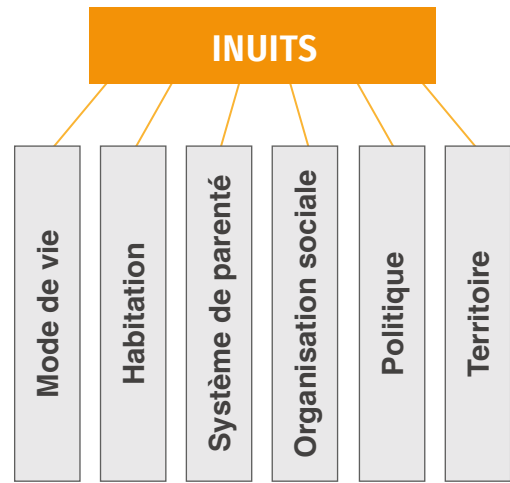 INUITS
Mode de vie
Habitation
Système de parenté
Organisation sociale
Politique
Territoire